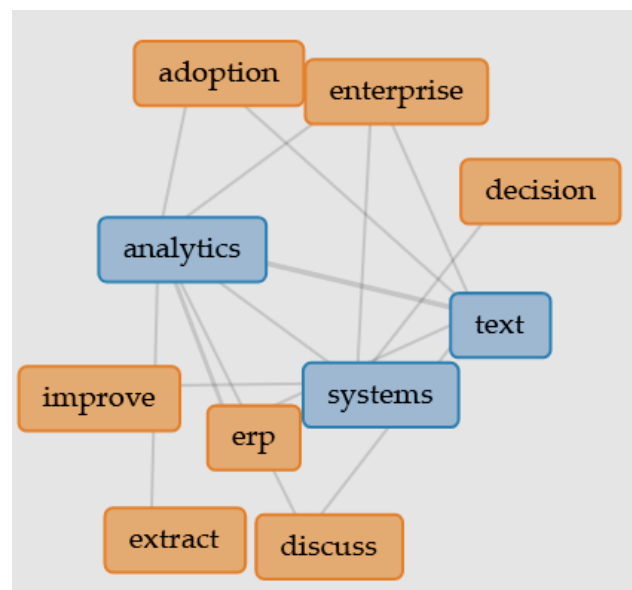 adoption
enterprise
decision
analytics
text
improve
systems
erp
extract
discuss